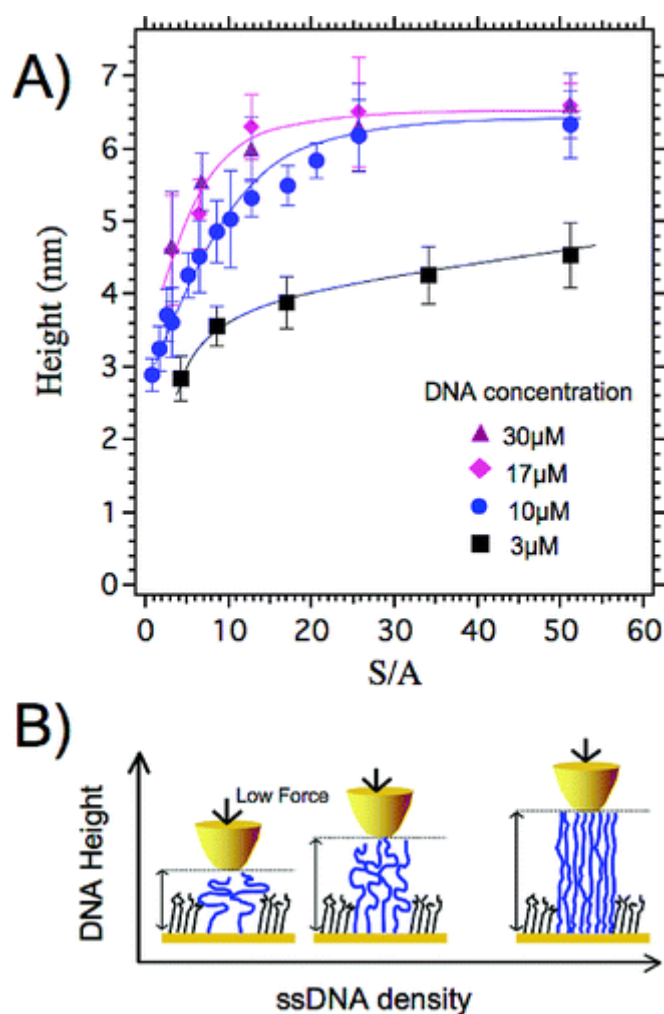 A)
7
6
5
4
3
2
1
0
Height (nm)
DNA concentration
30μM
17μM
10μM
3μM
0 10 20 30 40 50 60
S/A
B)
DNA Height
Low Force
ssDNA density